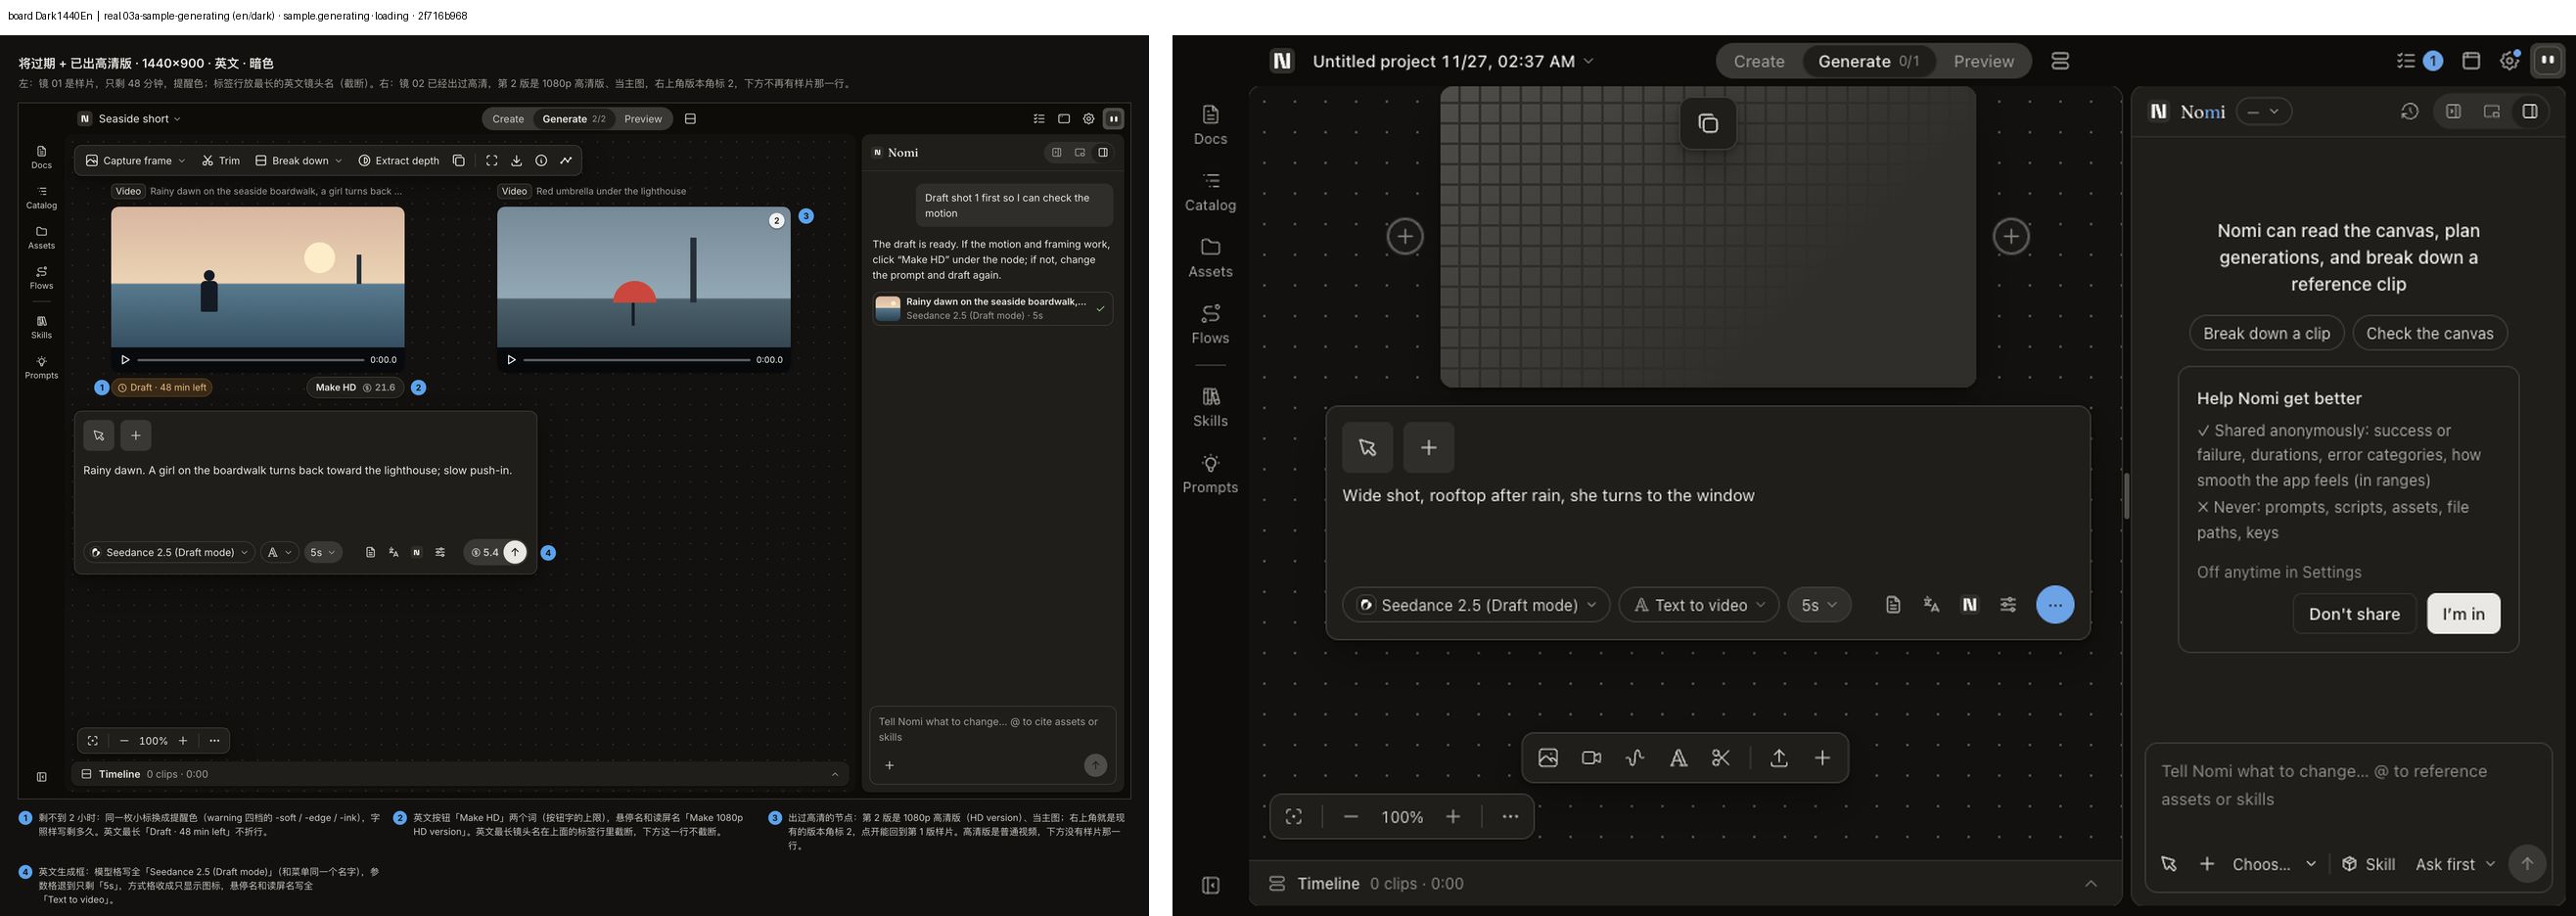 board Dark1440En | real 03a-sample-generating (en/dark) · sample.generating·loading · 2f716b968
将过期 + 已出高清版 · 1440×900 · 英文 · 暗色
左：镜 01 是样片，只剩 48 分钟，提醒色；标签行放最长的英文镜头名（截断）。右：镜 02 已经出过高清，第 2 版是 1080p 高清版、当主图，右上角版本角标 2，下方不再有样片那一行。
N Seaside short
Create Generate 2/2 Preview
Docs
Catalog
Assets
Flows
Skills
Prompts
Capture frame Trim Break down Extract depth
Video Rainy dawn on the seaside boardwalk, a girl turns back ...
Video Red umbrella under the lighthouse
2 3
0:00.0
0:00.0
1 Draft · 48 min left Make HD 21.6 2
Rainy dawn. A girl on the boardwalk turns back toward the lighthouse; slow push-in.
Seedance 2.5 (Draft mode) 5s N 5.4 4
100%
Timeline 0 clips · 0:00
N Nomi
Draft shot 1 first so I can check the
motion
The draft is ready. If the motion and framing work,
click “Make HD” under the node; if not, change
the prompt and draft again.
Rainy dawn on the seaside boardwalk,...
Seedance 2.5 (Draft mode) · 5s
Tell Nomi what to change... @ to cite assets or
skills
1 剩不到 2 小时：同一枚小标换成提醒色（warning 四档的 -soft / -edge / -ink），字
照样写剩多久。英文最长「Draft · 48 min left」不折行。
2 英文按钮「Make HD」两个词（按钮字的上限），悬停名和读屏名「Make 1080p
HD version」。英文最长镜头名在上面的标签行里截断，下方这一行不截断。
3 出过高清的节点：第 2 版是 1080p 高清版（HD version）、当主图；右上角就是现
有的版本角标 2，点开能回到第 1 版样片。高清版是普通视频，下方没有样片那一
行。
4 英文生成框：模型格写全「Seedance 2.5 (Draft mode)」（和菜单同一个名字），参
数格退到只剩「5s」，方式格收成只显示图标，悬停名和读屏名写全
「Text to video」。
N Untitled project 11/27, 02:37 AM
Create Generate 0/1 Preview
1
Docs
Catalog
Assets
Flows
Skills
Prompts
Wide shot, rooftop after rain, she turns to the window
Seedance 2.5 (Draft mode) Text to video 5s N
100%
Timeline 0 clips · 0:00
N Nomi
Nomi can read the canvas, plan
generations, and break down a
reference clip
Break down a clip Check the canvas
Help Nomi get better
✓ Shared anonymously: success or
failure, durations, error categories, how
smooth the app feels (in ranges)
✕ Never: prompts, scripts, assets, file
paths, keys
Off anytime in Settings
Don't share I'm in
Tell Nomi what to change... @ to reference
assets or skills
Choos... Skill Ask first